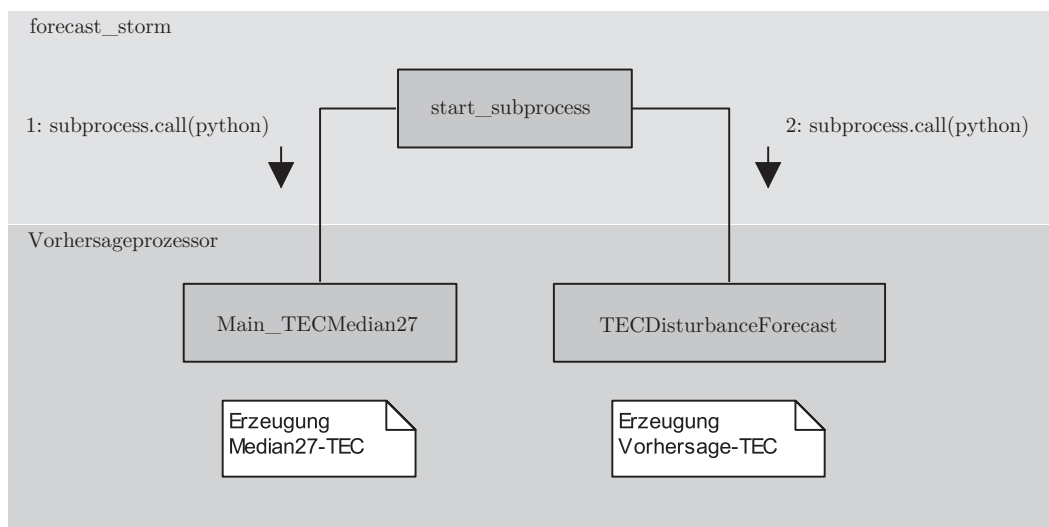 forecast_storm
start_subprocess
1: subprocess.call(python)
2: subprocess.call(python)
Vorhersageprozessor
Main_TECMedian27
TECDisturbanceForecast
Erzeugung
Median27-TEC
Erzeugung
Vorhersage-TEC